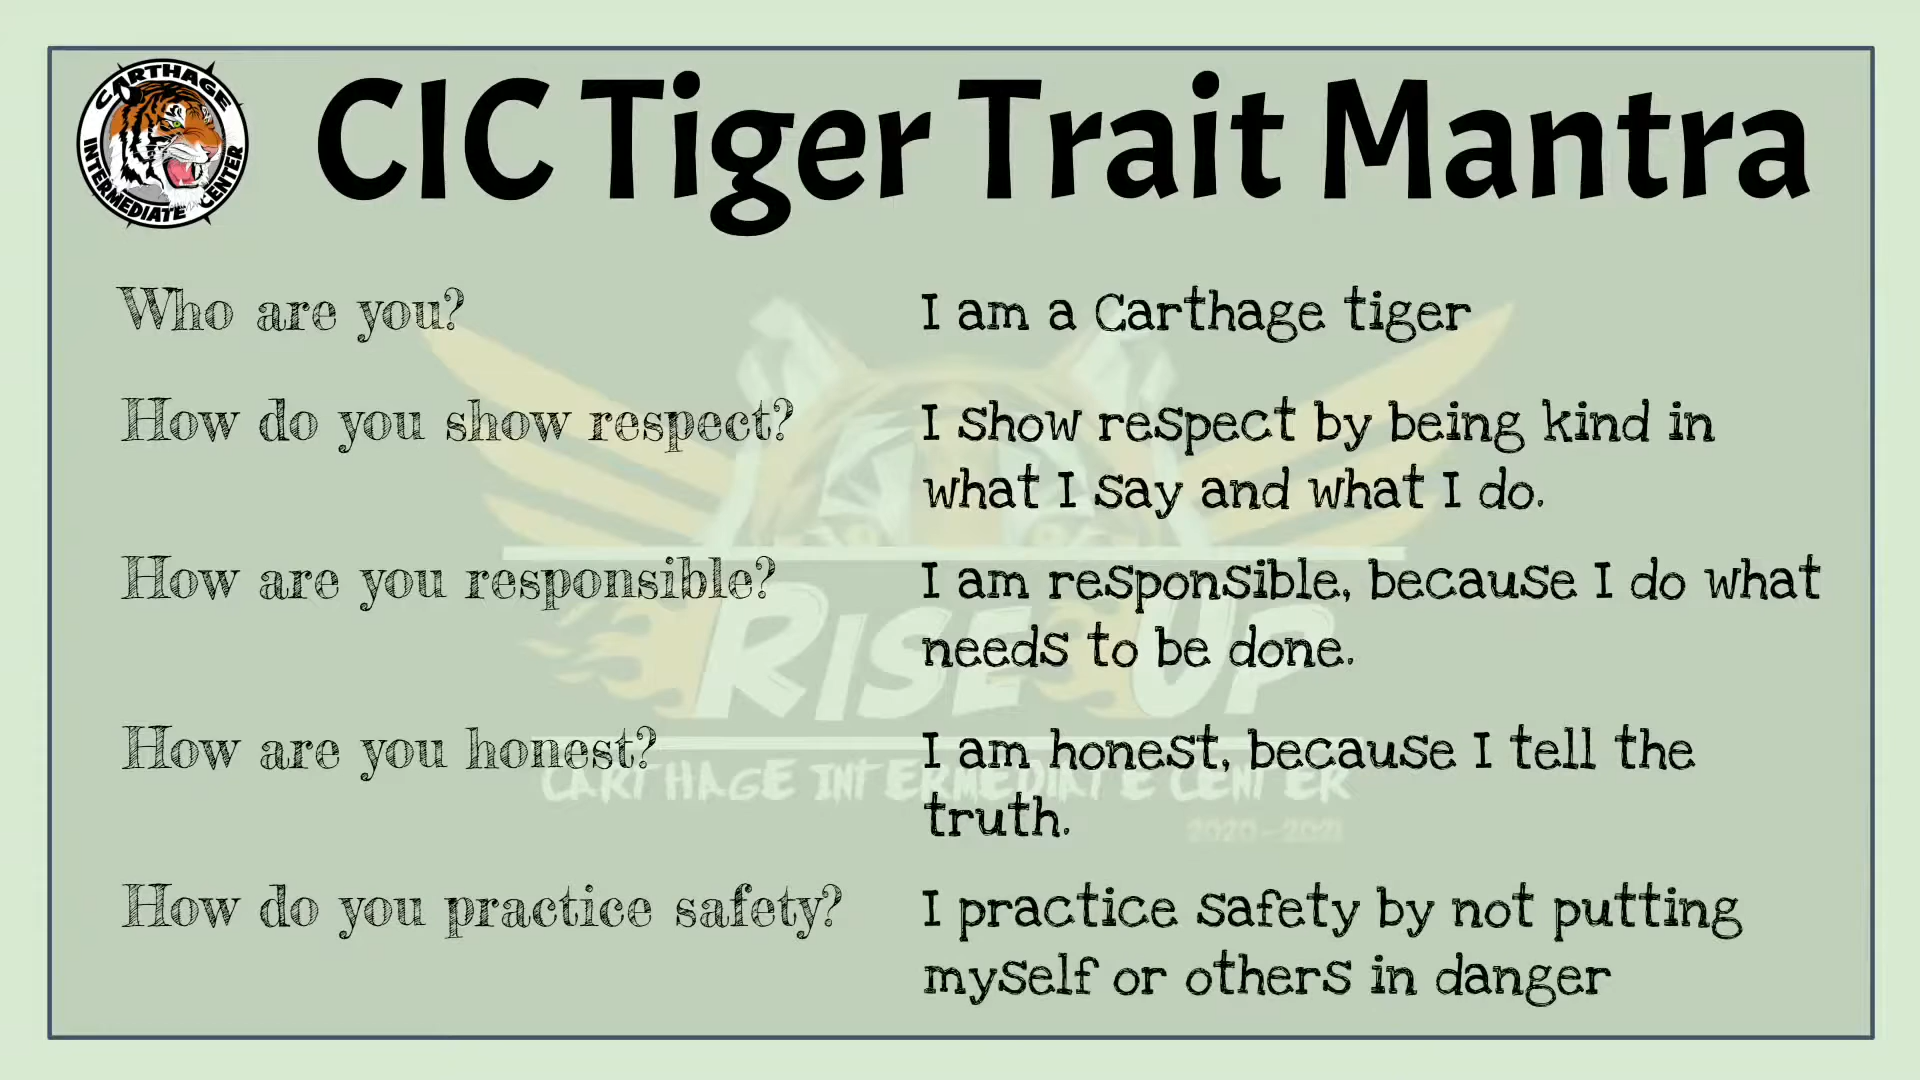 CARTHAGE
INTERMEDIATE CENTER
CIC Tiger Trait Mantra
Who are you?
I am a Carthage tiger
How do you show respect?
I show respect by being kind in
what I say and what I do.
How are you responsible?
I am responsible, because I do what
needs to be done.
How are you honest?
I am honest, because I tell the
truth.
How do you practice safety?
I practice safety by not putting
myself or others in danger
RISE UP
CARTHAGE INTERMEDIATE CENTER
2020-2021